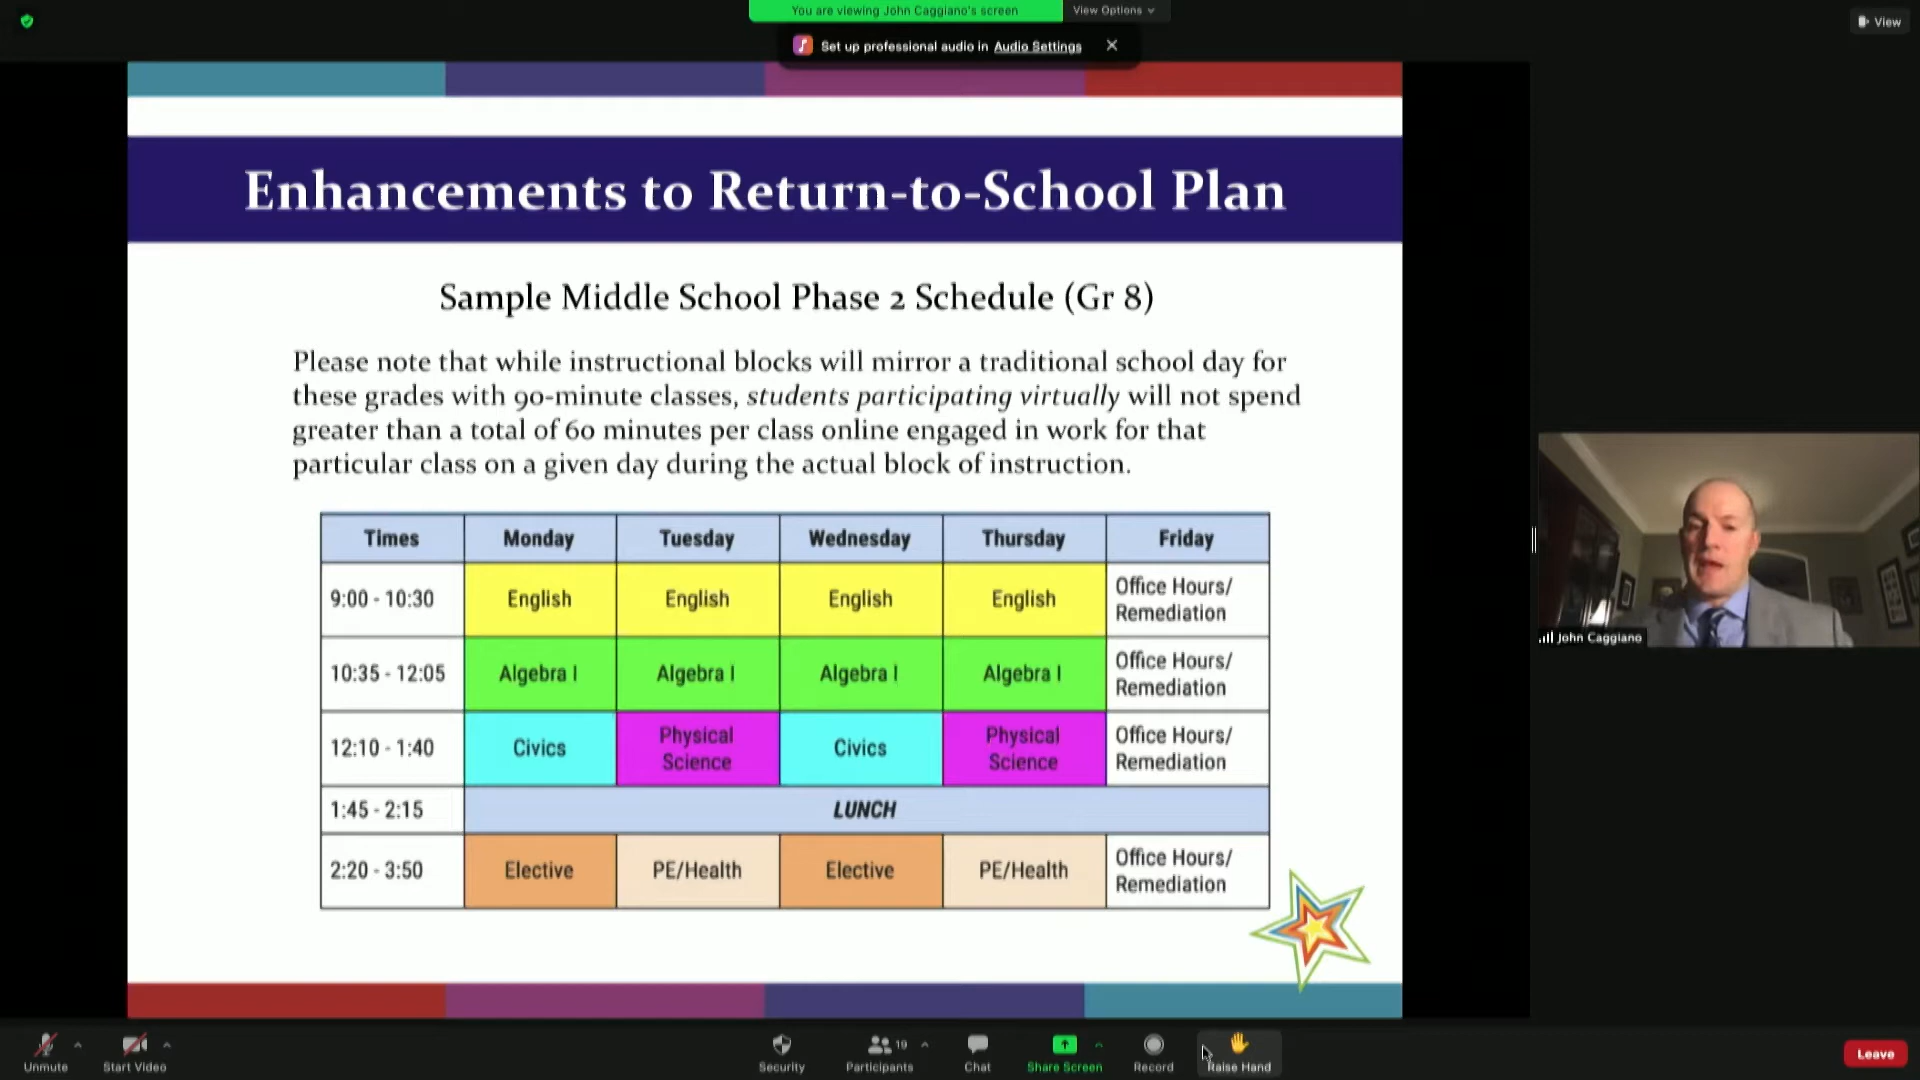 You are viewing John Caggiano's screen
View Options
View
Set up professional audio in Audio Settings
Enhancements to Return-to-School Plan
Sample Middle School Phase 2 Schedule (Gr 8)
Please note that while instructional blocks will mirror a traditional school day for
these grades with 90-minute classes, students participating virtually will not spend
greater than a total of 60 minutes per class online engaged in work for that
particular class on a given day during the actual block of instruction.
Times Monday Tuesday Wednesday Thursday Friday
9:00 - 10:30 English English English English Office Hours/
Remediation
10:35 - 12:05 Algebra I Algebra I Algebra I Algebra I Office Hours/
Remediation
12:10 - 1:40 Civics Physical
Science Civics Physical
Science Office Hours/
Remediation
1:45 - 2:15 LUNCH
2:20 - 3:50 Elective PE/Health Elective PE/Health Office Hours/
Remediation
John Caggiano
Unmute Start Video Security Participants 19 Chat Share Screen Record Raise Hand Leave